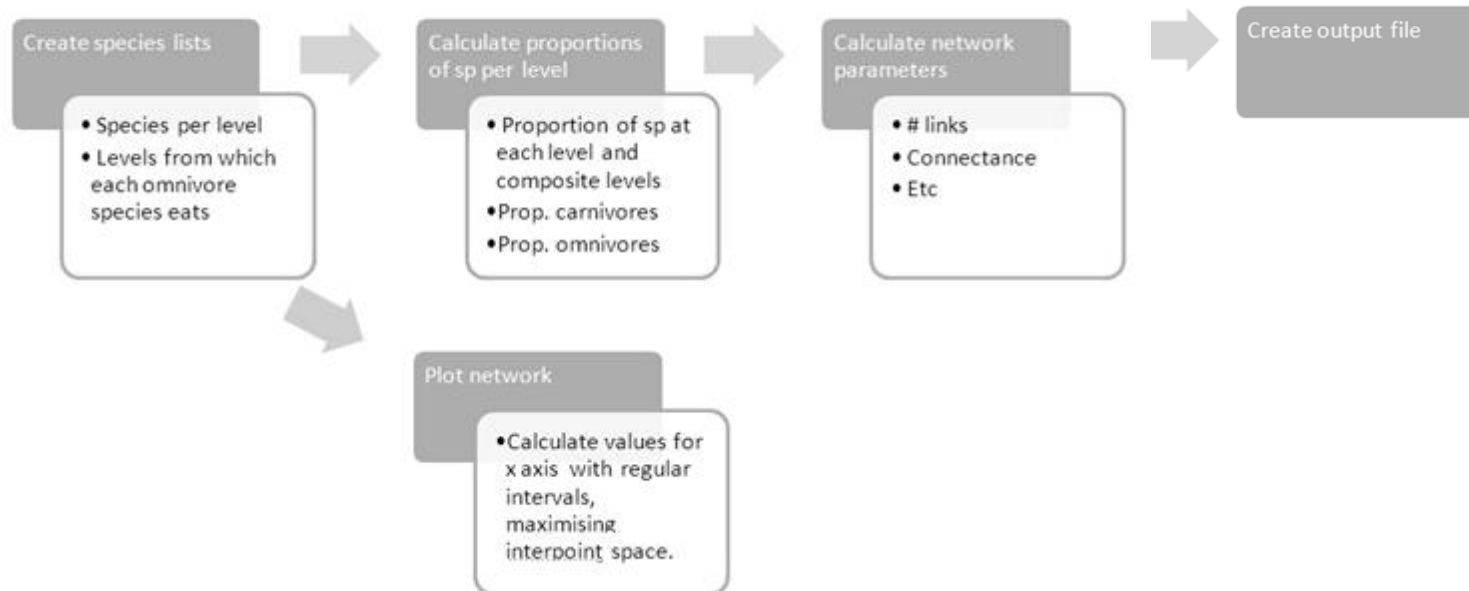 Create species lists
• Species per level
• Levels from which
each omnivore
species eats
Calculate proportions
of sp per level
• Proportion of sp at
each level and
composite levels
•Prop. carnivores
•Prop. omnivores
Calculate network
parameters
• # links
• Connectance
• Etc
Create output file
Plot network
•Calculate values for
x axis with regular
intervals,
maximising
interpoint space.